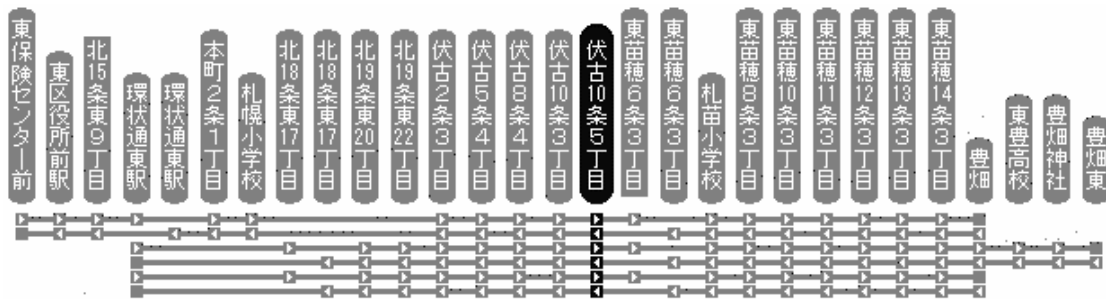 東保険センター前
東区役所前駅
北15条東9丁目
環状通東駅
環状通東駅
本町2条1丁目
札幌小学校
北18条東17丁目
北18条東17丁目
北19条東20丁目
北19条東22丁目
伏古2条3丁目
伏古5条4丁目
伏古8条4丁目
伏古10条3丁目
伏古10条5丁目
東苗穂6条3丁目
東苗穂6条3丁目
札苗小学校
東苗穂8条3丁目
東苗穂10条3丁目
東苗穂11条3丁目
東苗穂12条3丁目
東苗穂13条3丁目
東苗穂14条3丁目
豊畑
東豊高校
豊畑神社
豊畑東